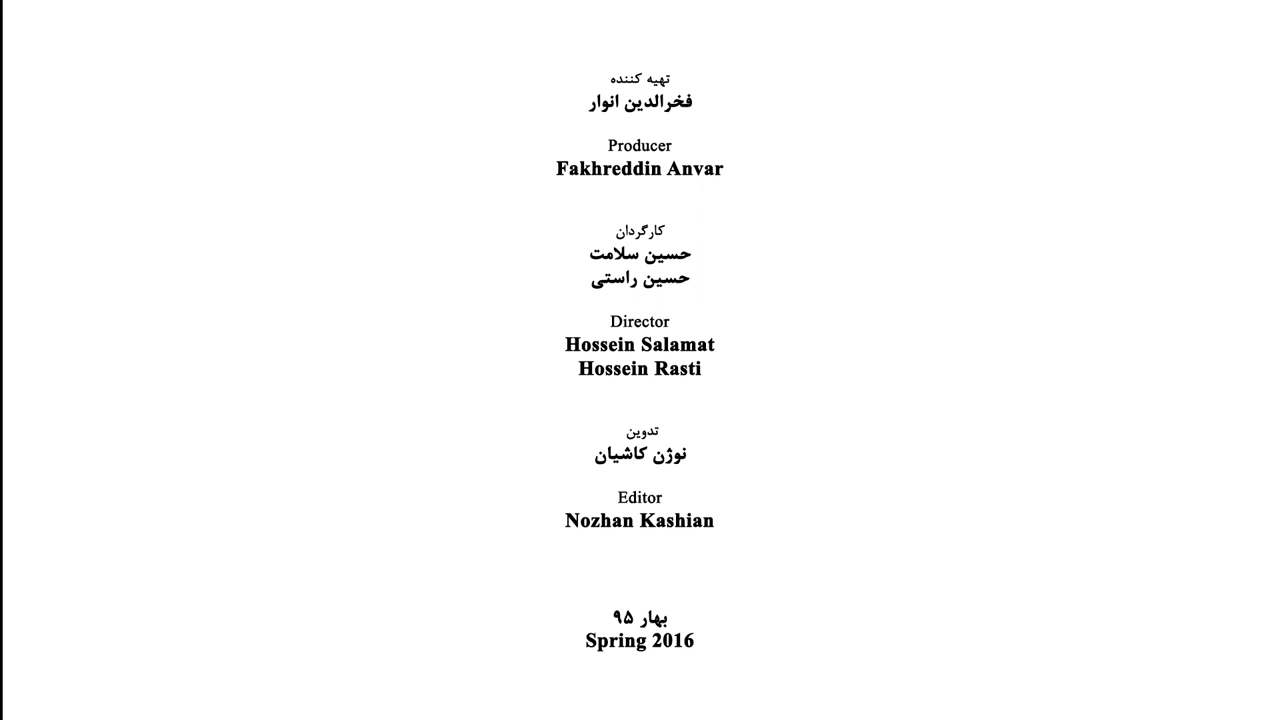 تهیه کننده
فخرالدین انوار
Producer
Fakhreddin Anvar
کارگردان
حسین سلامت
حسین راستی
Director
Hossein Salamat
Hossein Rasti
تدوین
نوژن کاشیان
Editor
Nozhan Kashian
بهار ۹۵
Spring 2016